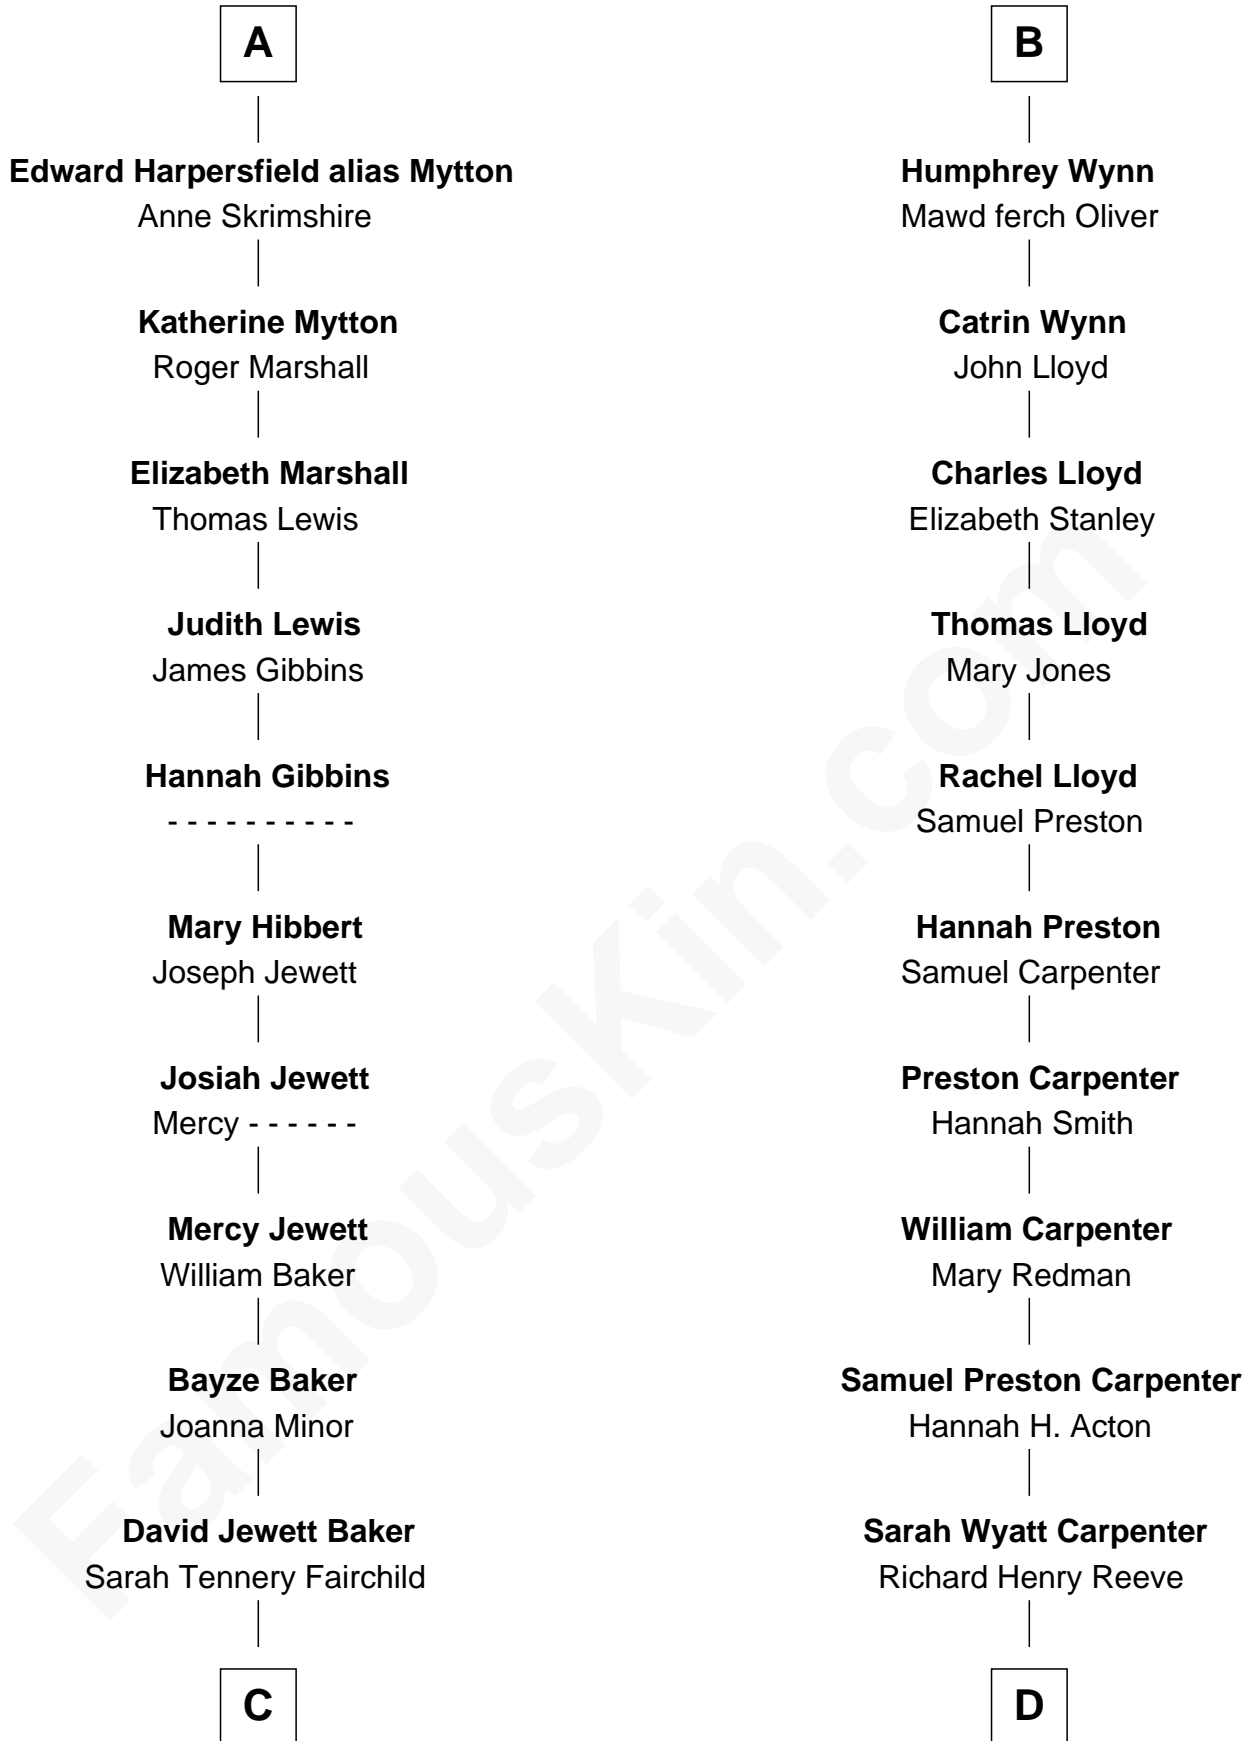 A
Edward Harpersfield alias Mytton
Anne Skrimshire
Katherine Mytton
Roger Marshall
Elizabeth Marshall
Thomas Lewis
Judith Lewis
James Gibbins
Hannah Gibbins
- - - - - - - - - -
Mary Hibbert
Joseph Jewett
Josiah Jewett
Mercy - - - - - -
Mercy Jewett
William Baker
Bayze Baker
Joanna Minor
David Jewett Baker
Sarah Tennery Fairchild
C
B
Humphrey Wynn
Mawd ferch Oliver
Catrin Wynn
John Lloyd
Charles Lloyd
Elizabeth Stanley
Thomas Lloyd
Mary Jones
Rachel Lloyd
Samuel Preston
Hannah Preston
Samuel Carpenter
Preston Carpenter
Hannah Smith
William Carpenter
Mary Redman
Samuel Preston Carpenter
Hannah H. Acton
Sarah Wyatt Carpenter
Richard Henry Reeve
D
FamousKin.com